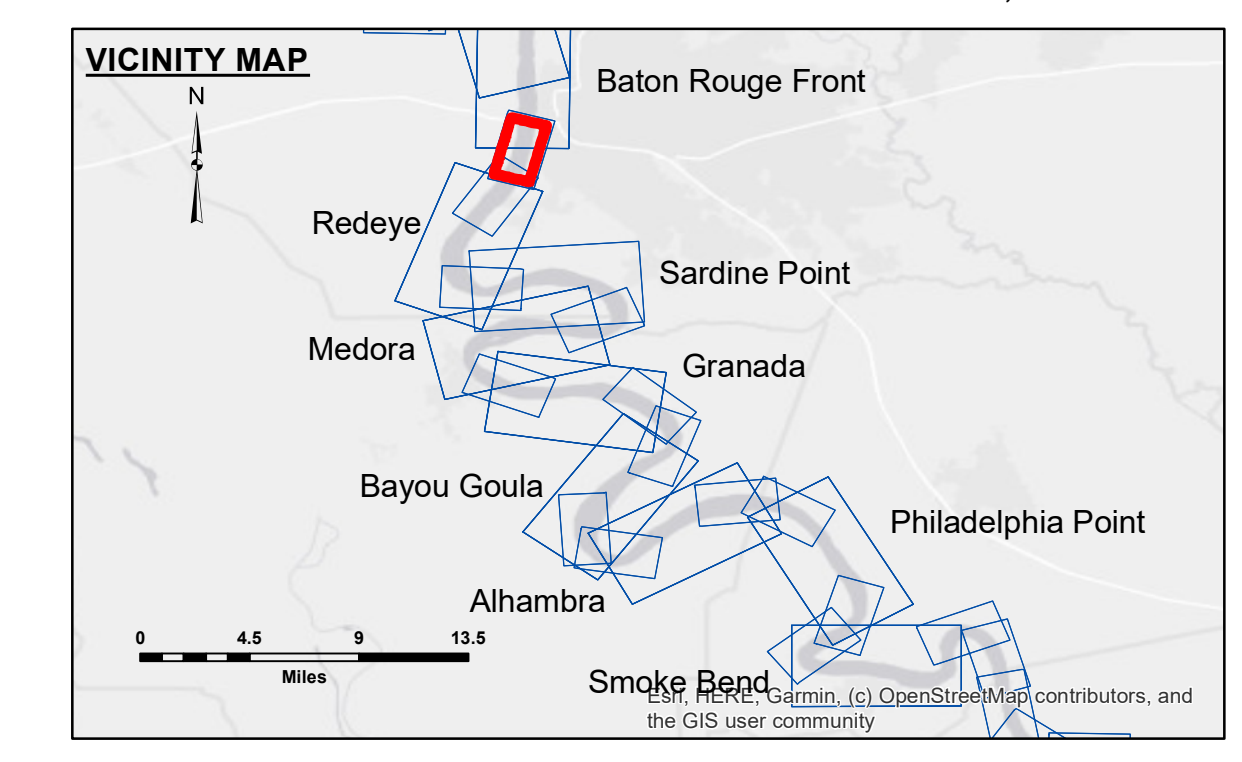 VICINITY MAP
Baton Rouge Front
N
Redeye
Sardine Point
Medora
Granada
Bayou Goula
Philadelphia Point
Alhambra
0 4.5 9 13.5
Miles
Smoke Bend
Esri, HERE, Garmin, (c) OpenStreetMap contributors, and
the GIS user community